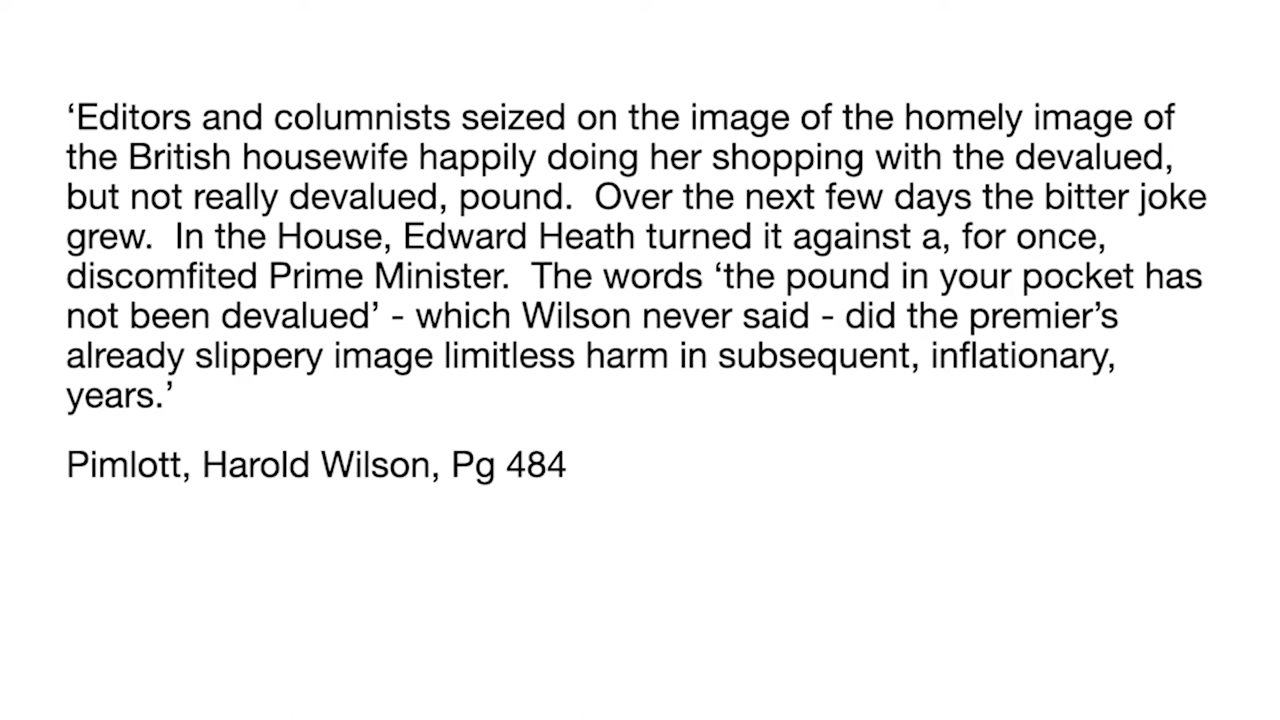 ‘Editors and columnists seized on the image of the homely image of
the British housewife happily doing her shopping with the devalued,
but not really devalued, pound.  Over the next few days the bitter joke
grew.  In the House, Edward Heath turned it against a, for once,
discomfited Prime Minister.  The words ‘the pound in your pocket has
not been devalued’ - which Wilson never said - did the premier’s
already slippery image limitless harm in subsequent, inflationary,
years.’
Pimlott, Harold Wilson, Pg 484